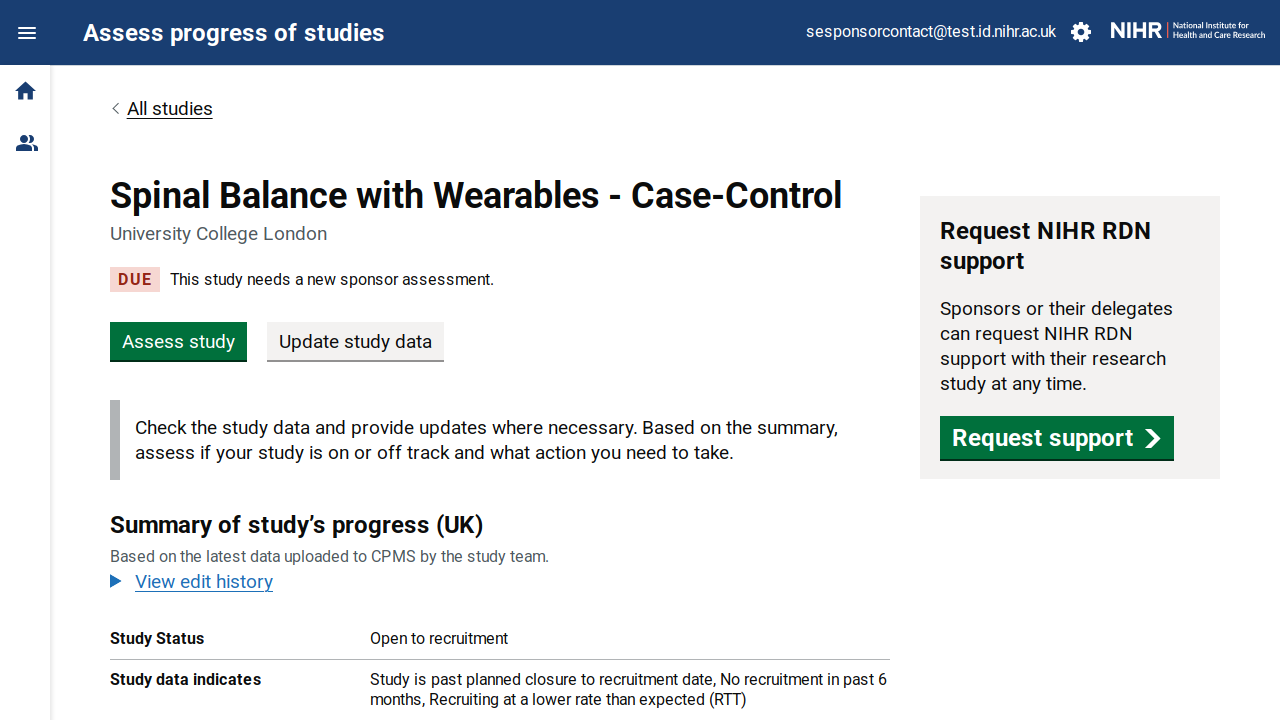 Assess progress of studies
sesponsorcontact@test.id.nihr.ac.uk
NIHR | National Institute for
Health and Care Research
All studies
Spinal Balance with Wearables - Case-Control
University College London
DUE This study needs a new sponsor assessment.
Assess study Update study data
Check the study data and provide updates where necessary. Based on the summary,
assess if your study is on or off track and what action you need to take.
Summary of study’s progress (UK)
Based on the latest data uploaded to CPMS by the study team.
View edit history
Study Status Open to recruitment
Study data indicates Study is past planned closure to recruitment date, No recruitment in past 6
months, Recruiting at a lower rate than expected (RTT)
Request NIHR RDN
support
Sponsors or their delegates
can request NIHR RDN
support with their research
study at any time.
Request support